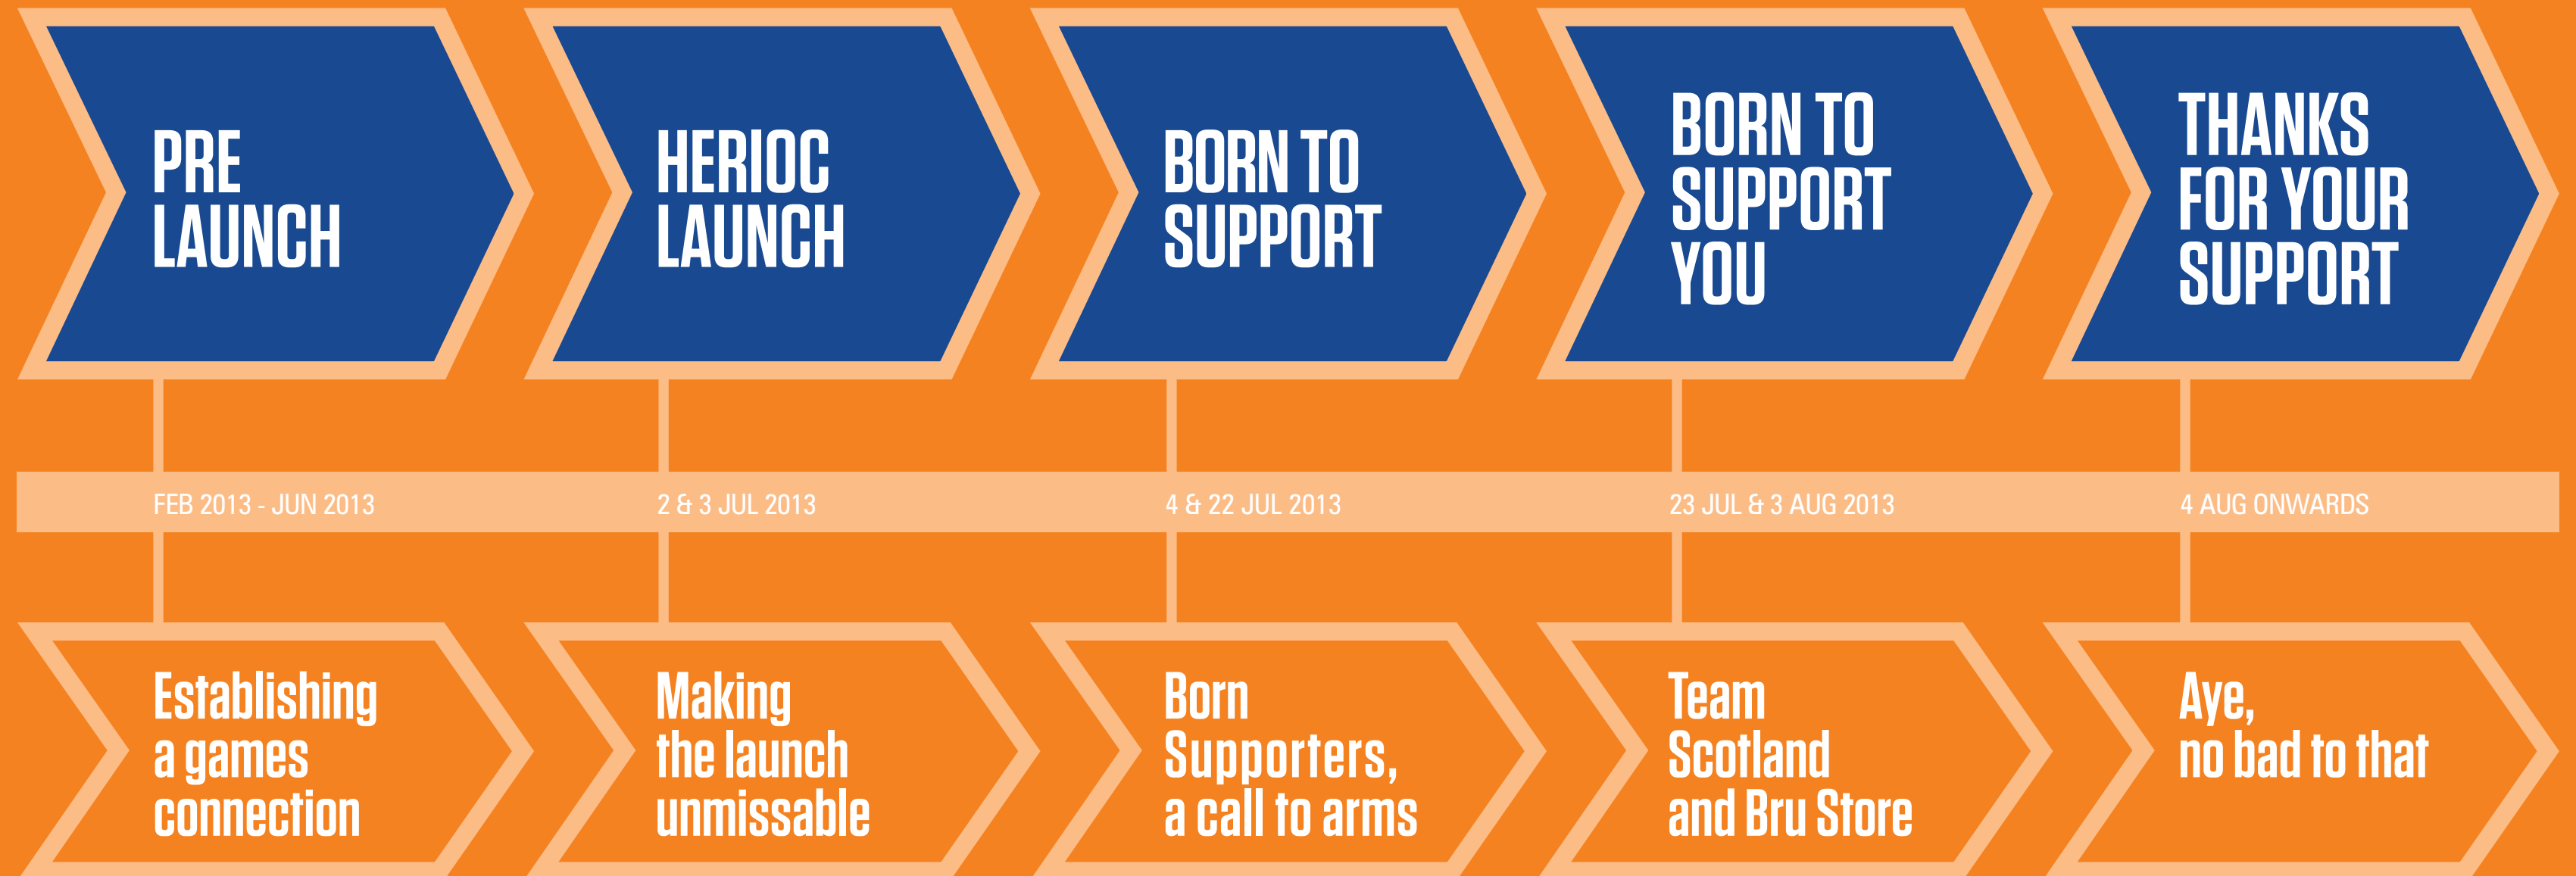 PRE
LAUNCH
HERIOC
LAUNCH
BORN TO
SUPPORT
BORN TO
SUPPORT
YOU
THANKS
FOR YOUR
SUPPORT
FEB 2013 - JUN 2013
2 & 3 JUL 2013
4 & 22 JUL 2013
23 JUL & 3 AUG 2013
4 AUG ONWARDS
Establishing
a games
connection
Making
the launch
unmissable
Born
Supporters,
a call to arms
Team
Scotland
and Bru Store
Aye,
no bad to that